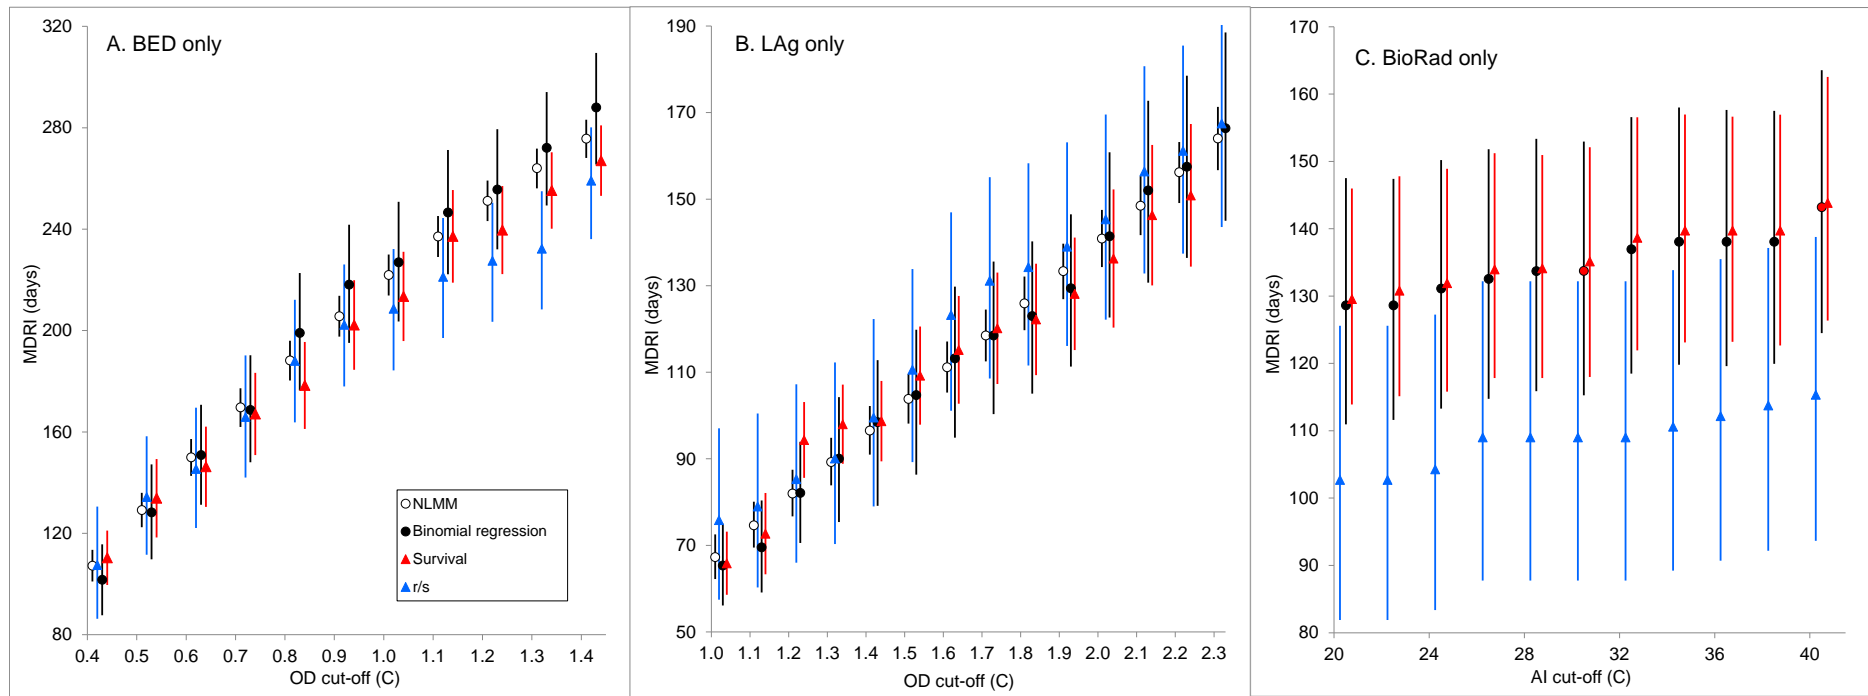 A. BED only
MDRI (days)
320
280
240
200
160
120
80
0.4 0.5 0.6 0.7 0.8 0.9 1.0 1.1 1.2 1.3 1.4
OD cut-off (C)
NLMM
Binomial regression
Survival
r/s
B. LAg only
MDRI (days)
190
170
150
130
110
90
70
50
1.0 1.1 1.2 1.3 1.4 1.5 1.6 1.7 1.8 1.9 2.0 2.1 2.2 2.3
OD cut-off (C)
C. BioRad only
MDRI (days)
170
160
150
140
130
120
110
100
90
80
20 24 28 32 36 40
AI cut-off (C)